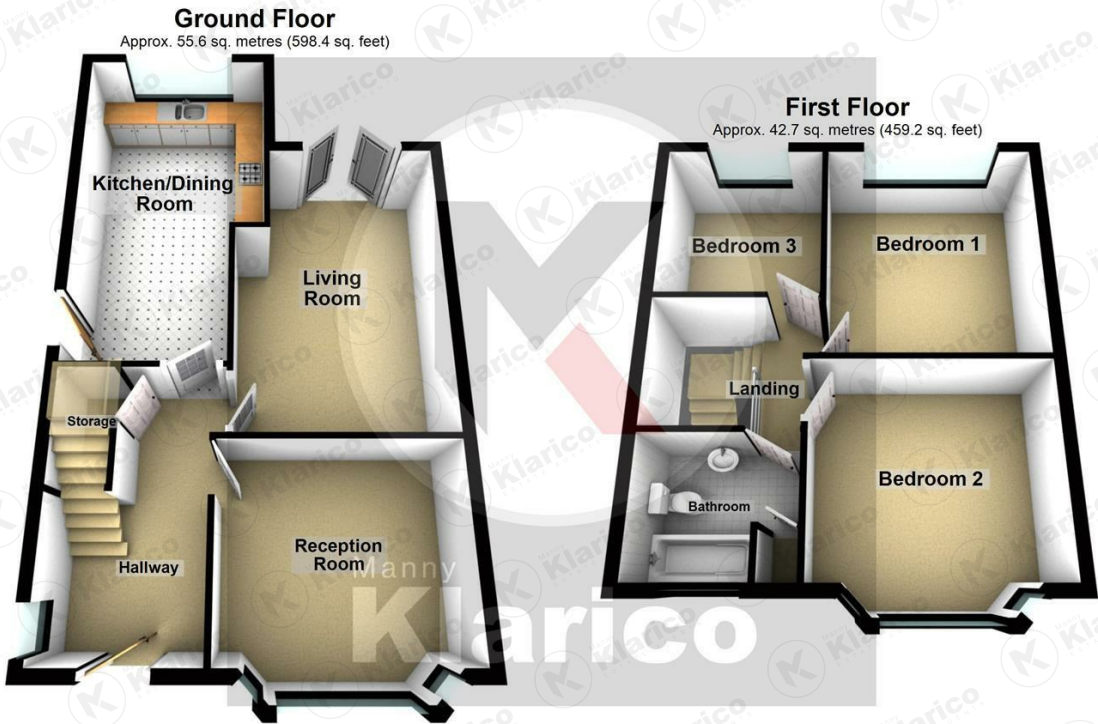 Ground Floor
Approx. 55.6 sq. metres (598.4 sq. feet)
Kitchen/Dining
Room
Living
Room
Storage
Hallway
Reception
Room
First Floor
Approx. 42.7 sq. metres (459.2 sq. feet)
Bedroom 3
Bedroom 1
Landing
Bedroom 2
Bathroom
Manny
Klarico